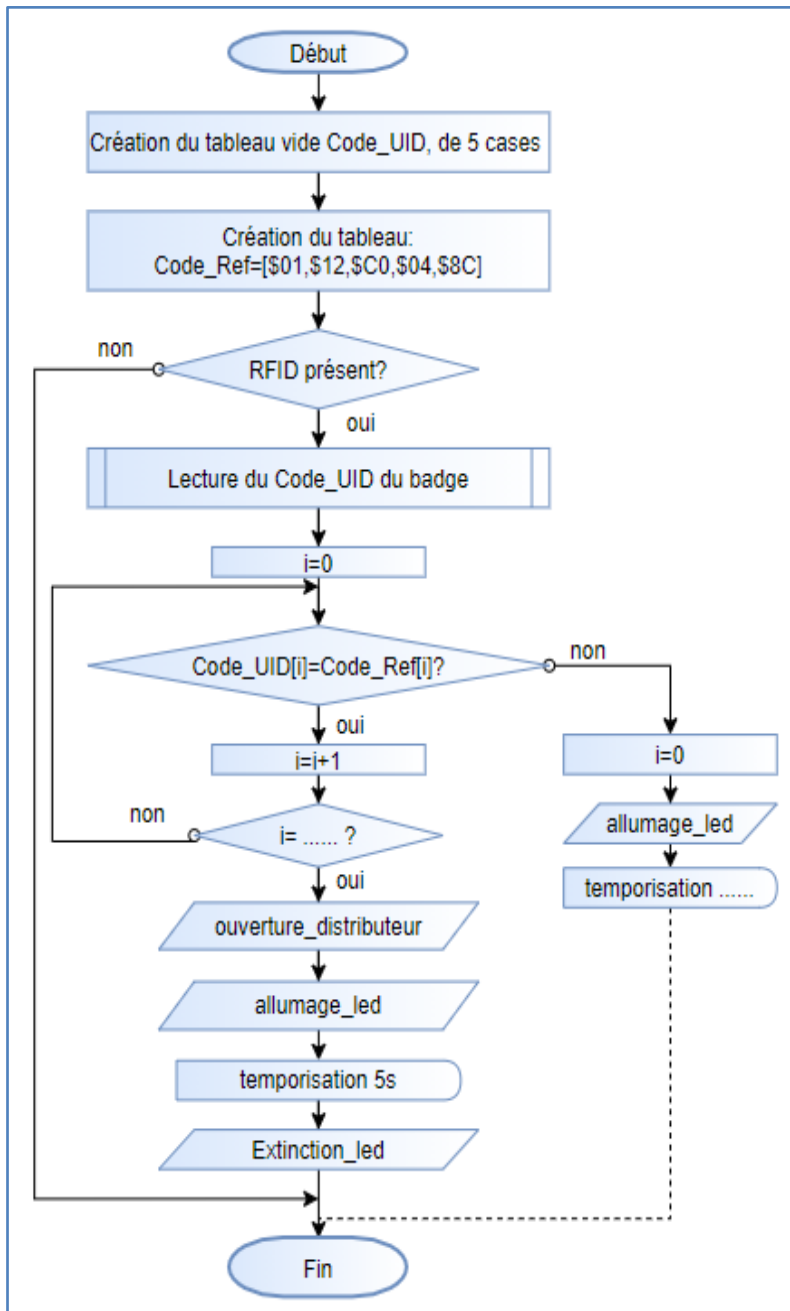 Début
Création du tableau vide Code_UID, de 5 cases
Création du tableau:
Code_Ref=[$01,$12,$C0,$04,$8C]
non
RFID présent?
oui
Lecture du Code_UID du badge
i=0
Code_UID[i]=Code_Ref[i]?
non
oui
i=i+1
i=0
non
i= ...... ?
allumage_led
oui
temporisation ......
ouverture_distributeur
allumage_led
temporisation 5s
Extinction_led
Fin